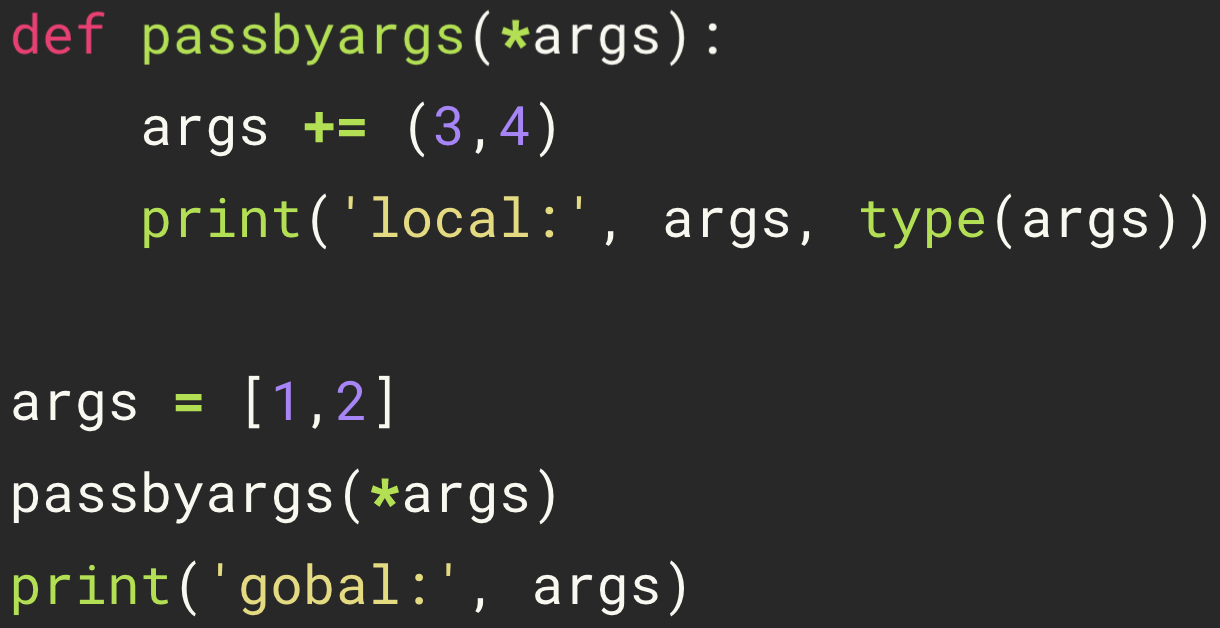 def passbyargs(*args):
    args += (3,4)
    print('local:', args, type(args))
args = [1,2]
passbyargs(*args)
print('gobal:', args)